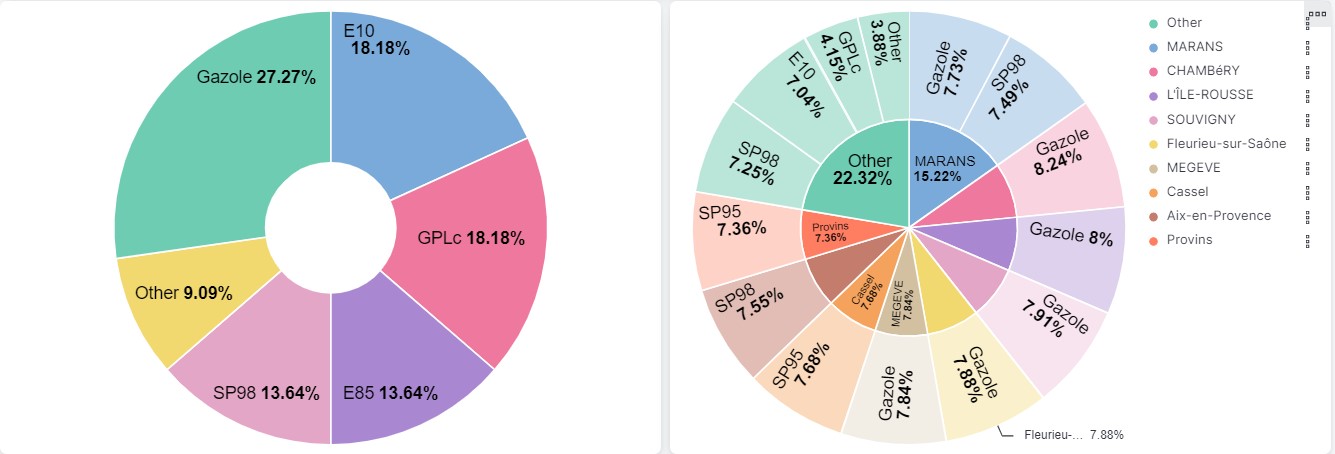 E10
18.18%
Gazole 27.27%
GPLc 18.18%
Other 9.09%
SP98 13.64%
E85 13.64%
Other
3.88%
GPLc
4.15%
E10
7.04%
SP98
7.25%
SP95
7.36%
SP98
7.55%
SP95
7.68%
Gazole
7.84%
Gazole
7.88%
Gazole
7.91%
Gazole 8%
Gazole
8.24%
SP98
7.49%
Gazole
7.73%
Other
22.32%
MARANS
15.22%
Provins
7.36%
Cassel
7.68%
MEGEVE
7.84%
Fleurieu-... 7.88%
Other
MARANS
CHAMBéRY
L'ÎLE-ROUSSE
SOUVIGNY
Fleurieu-sur-Saône
MEGEVE
Cassel
Aix-en-Provence
Provins